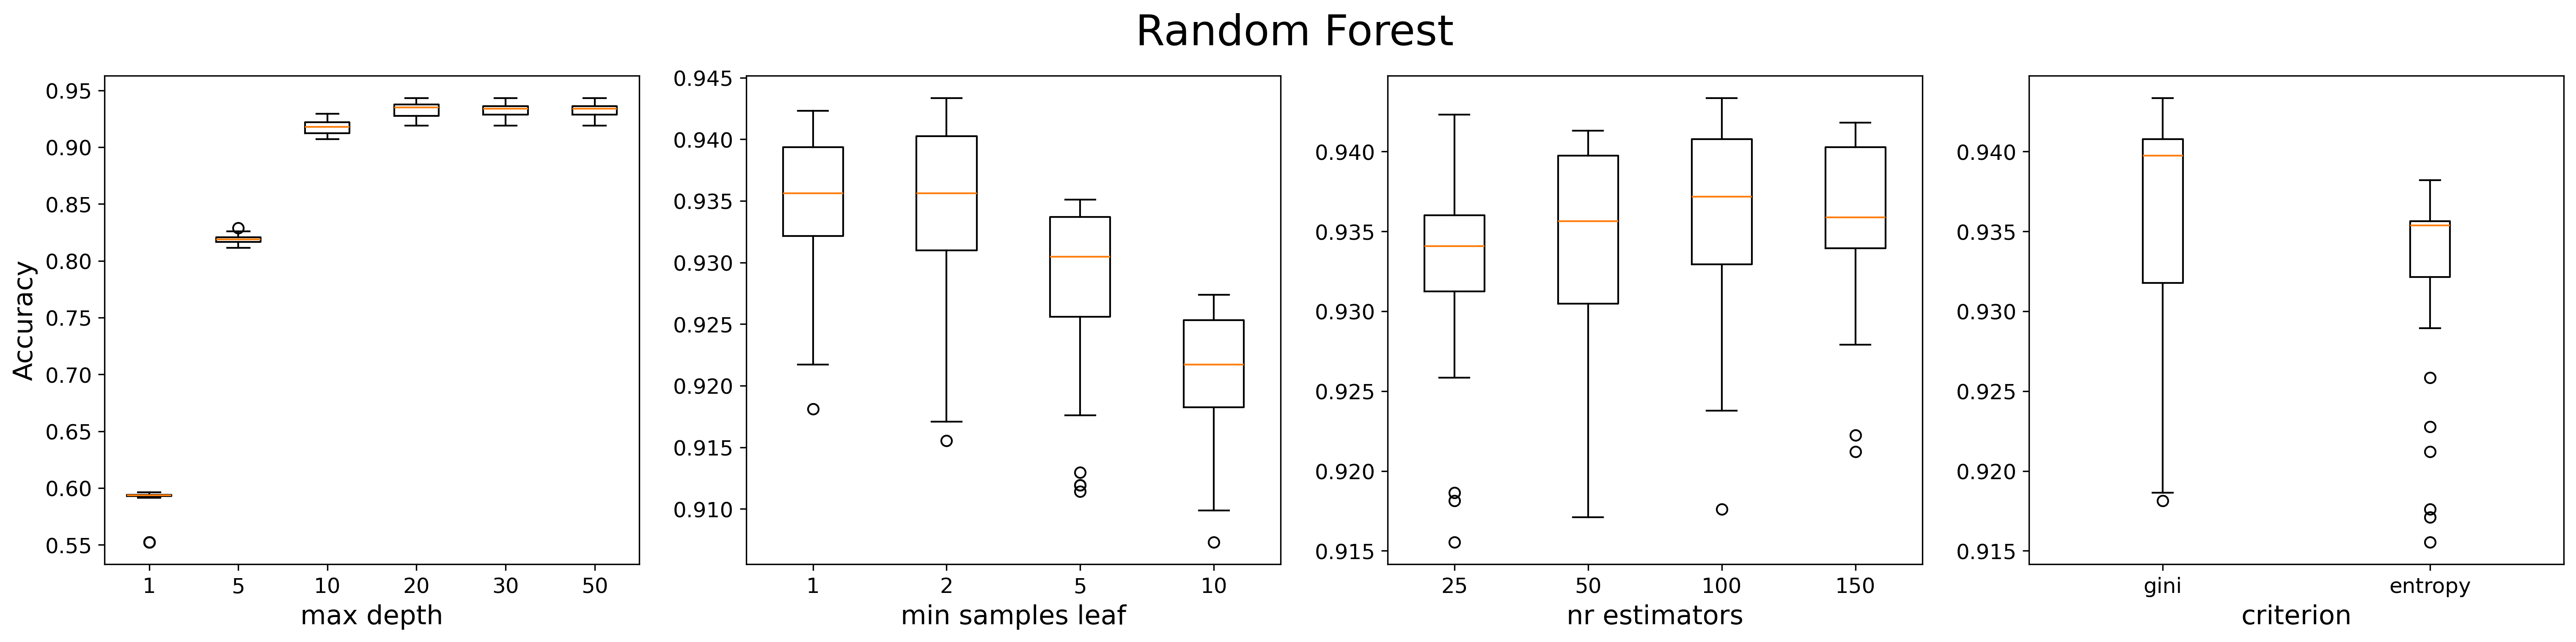 Random Forest
Accuracy
0.95
0.90
0.85
0.80
0.75
0.70
0.65
0.60
0.55
1 5 10 20 30 50
max depth
0.945
0.940
0.935
0.930
0.925
0.920
0.915
0.910
1 2 5 10
min samples leaf
0.940
0.935
0.930
0.925
0.920
0.915
25 50 100 150
nr estimators
0.940
0.935
0.930
0.925
0.920
0.915
gini entropy
criterion